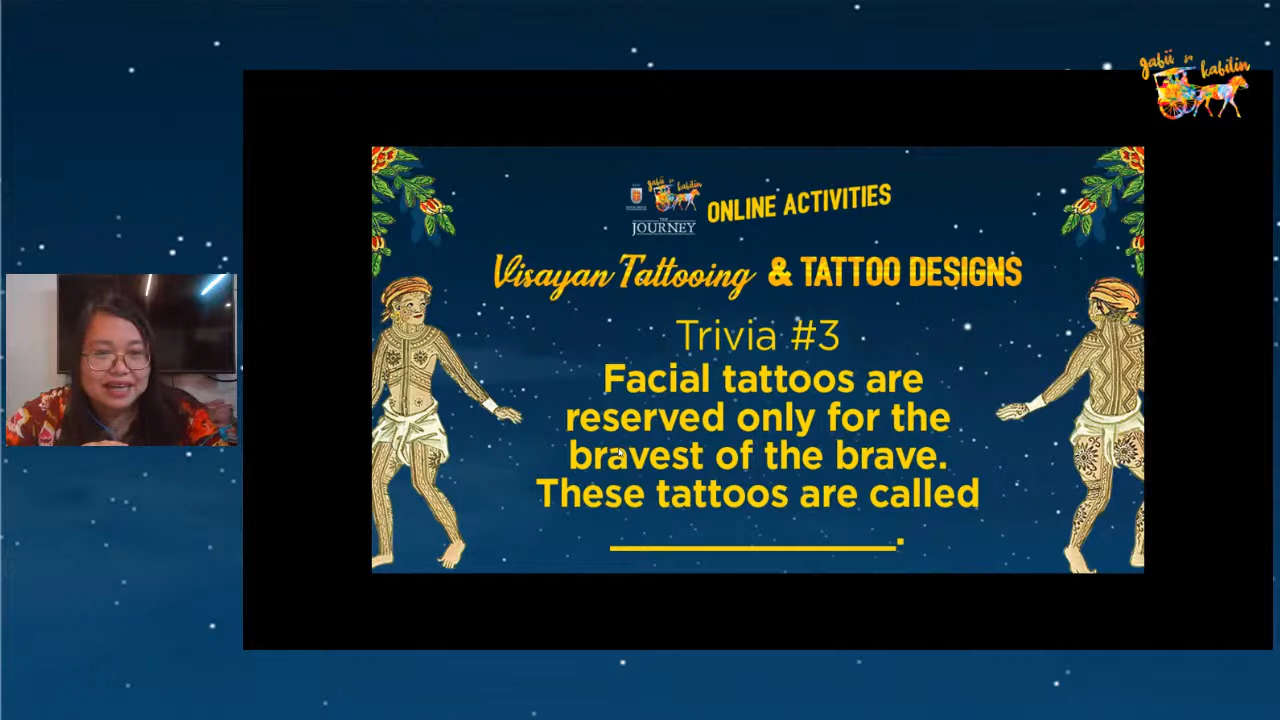 gabii sa kabilin
gabii sa kabilin
ONLINE ACTIVITIES
THE
JOURNEY
Visayan Tattooing & TATTOO DESIGNS
Trivia #3
Facial tattoos are
reserved only for the
bravest of the brave.
These tattoos are called
_______________.